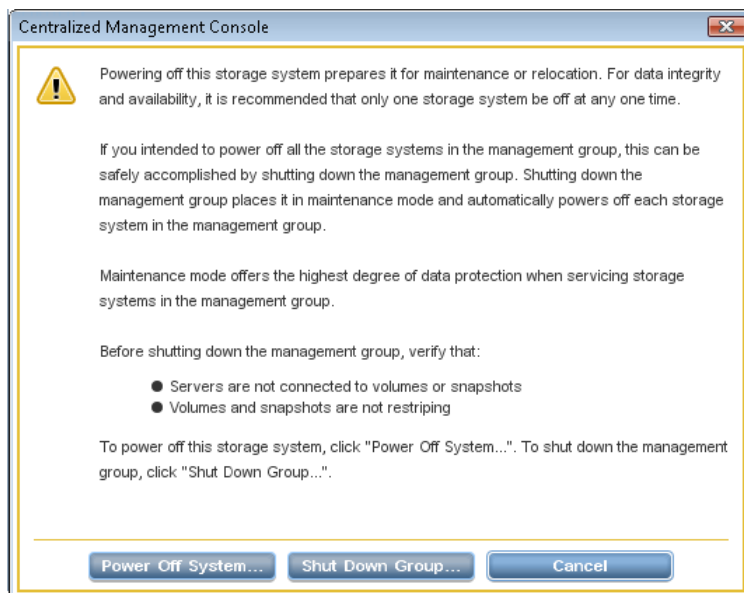 Centralized Management Console
Powering off this storage system prepares it for maintenance or relocation. For data integrity
and availability, it is recommended that only one storage system be off at any one time.
If you intended to power off all the storage systems in the management group, this can be
safely accomplished by shutting down the management group. Shutting down the
management group places it in maintenance mode and automatically powers off each storage
system in the management group.
Maintenance mode offers the highest degree of data protection when servicing storage
systems in the management group.
Before shutting down the management group, verify that:
● Servers are not connected to volumes or snapshots
● Volumes and snapshots are not restriping
To power off this storage system, click "Power Off System...". To shut down the management
group, click "Shut Down Group...".
Power Off System... Shut Down Group... Cancel